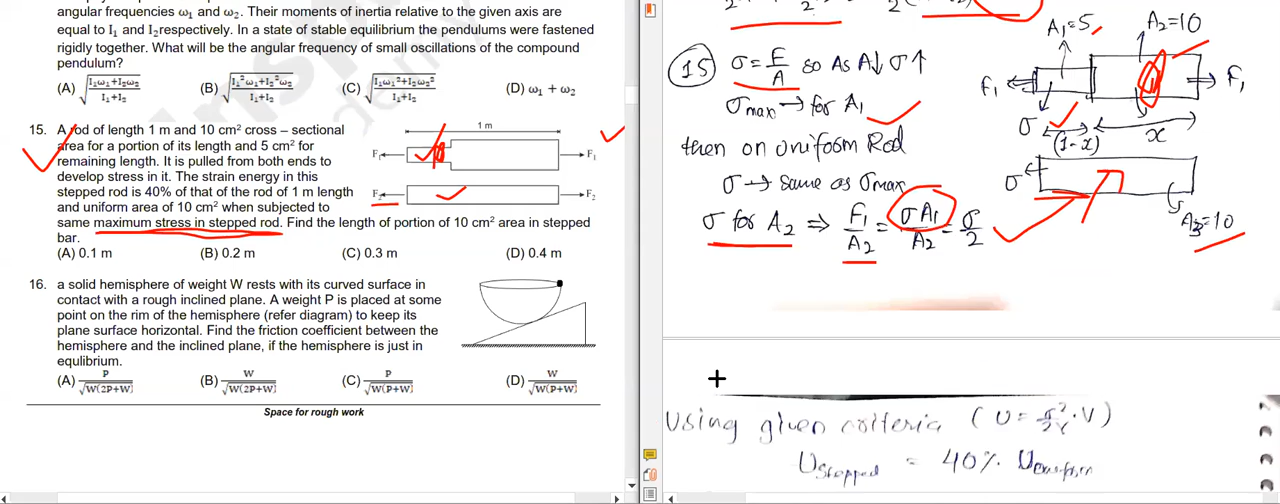 angular frequencies ω₁ and ω₂. Their moments of inertia relative to the given axis are
equal to I₁ and I₂respectively. In a state of stable equilibrium the pendulums were fastened
rigidly together. What will be the angular frequency of small oscillations of the compound
pendulum?
(A) √((I₁ω₁+I₂ω₂)/(I₁+I₂)) (B) √((I₁²ω₁+I₂²ω₂)/(I₁+I₂)) (C) √((I₁ω₁²+I₂ω₂²)/(I₁+I₂)) (D) ω₁ + ω₂
15. A rod of length 1 m and 10 cm² cross – sectional
area for a portion of its length and 5 cm² for
remaining length. It is pulled from both ends to
develop stress in it. The strain energy in this
stepped rod is 40% of that of the rod of 1 m length
and uniform area of 10 cm² when subjected to
same maximum stress in stepped rod. Find the length of portion of 10 cm² area in stepped
bar.
1 m
F₁ F₁
F₂ F₂
(A) 0.1 m (B) 0.2 m (C) 0.3 m (D) 0.4 m
16. a solid hemisphere of weight W rests with its curved surface in
contact with a rough inclined plane. A weight P is placed at some
point on the rim of the hemisphere (refer diagram) to keep its
plane surface horizontal. Find the friction coefficient between the
hemisphere and the inclined plane, if the hemisphere is just in
equlibrium.
(A) P/√(W(2P+W)) (B) W/√(W(2P+W)) (C) P/√(W(P+W)) (D) W/√(W(P+W))
Space for rough work
15 σ = F/A so As A↓ σ↑
σmax → for A₁
then on Uniform Rod
σ → same as σmax
σ for A₂ ⇒ F₁/A₂ = σA₁/A₂ = σ/2
A₁=5 A₂=10
F₁ F₁
σ (1-x) x
σ
=10
Using given criteria (U = σ²/2Y · V)
Ustepped = 40%